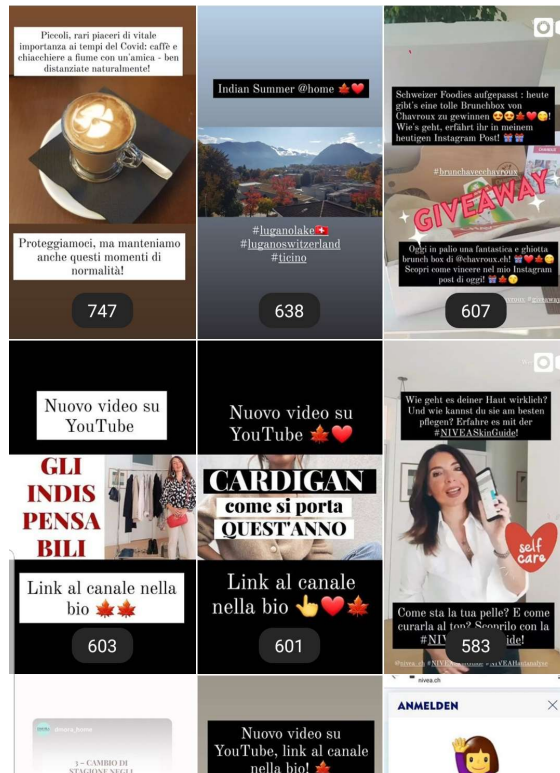 Piccoli, rari piaceri di vitale
importanza ai tempi del Covid: caffè e
chiacchiere a fiume con un'amica - ben
distanziate naturalmente!
Proteggiamoci, ma manteniamo
anche questi momenti di
normalità!
747
Indian Summer @home 🍁❤️
#luganolake🇨🇭
#luganoswitzerland
#ticino
638
Schweizer Foodies aufgepasst : heute
gibt's eine tolle Brunchbox von
Chavroux zu gewinnen 😍😍🍁❤️😋!
Wie's geht, erfährt ihr in meinem
heutigen Instagram Post! 🎁🎁
#brunchavecchavroux
GIVEAWAY
Oggi in palio una fantastica e ghiotta
brunch box di @chavroux.ch! 🎁❤️🍁😋
Scopri come vincere nel mio Instagram
post di oggi! 🎁🍁😋
#giveaway
607
Nuovo video su
YouTube
GLI
INDIS
PENSA
BILI
Link al canale nella
bio 🍁🍁
603
Nuovo video su
YouTube 🍁❤️
CARDIGAN
come si porta
QUEST'ANNO
Link al canale
nella bio 👆❤️🍁
601
Wie geht es deiner Haut wirklich?
Und wie kannst du sie am besten
pflegen? Erfahre es mit der
#NIVEASkinGuide!
self
care
Come sta la tua pelle? E come
curarla al top? Scoprilo con la
583
3 – CAMBIO DI
STAGIONE NEGLI
Nuovo video su
YouTube, link al canale
nella bio! 🍁
nivea.ch
ANMELDEN